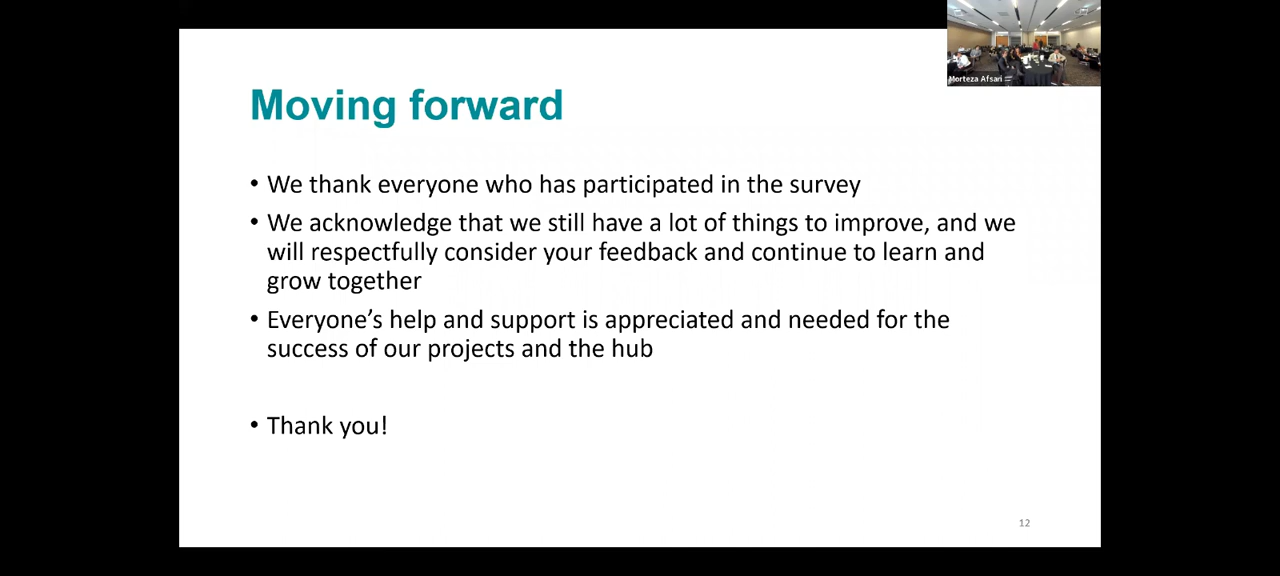 Morteza Afsari
Moving forward
• We thank everyone who has participated in the survey
• We acknowledge that we still have a lot of things to improve, and we
will respectfully consider your feedback and continue to learn and
grow together
• Everyone’s help and support is appreciated and needed for the
success of our projects and the hub
• Thank you!
12